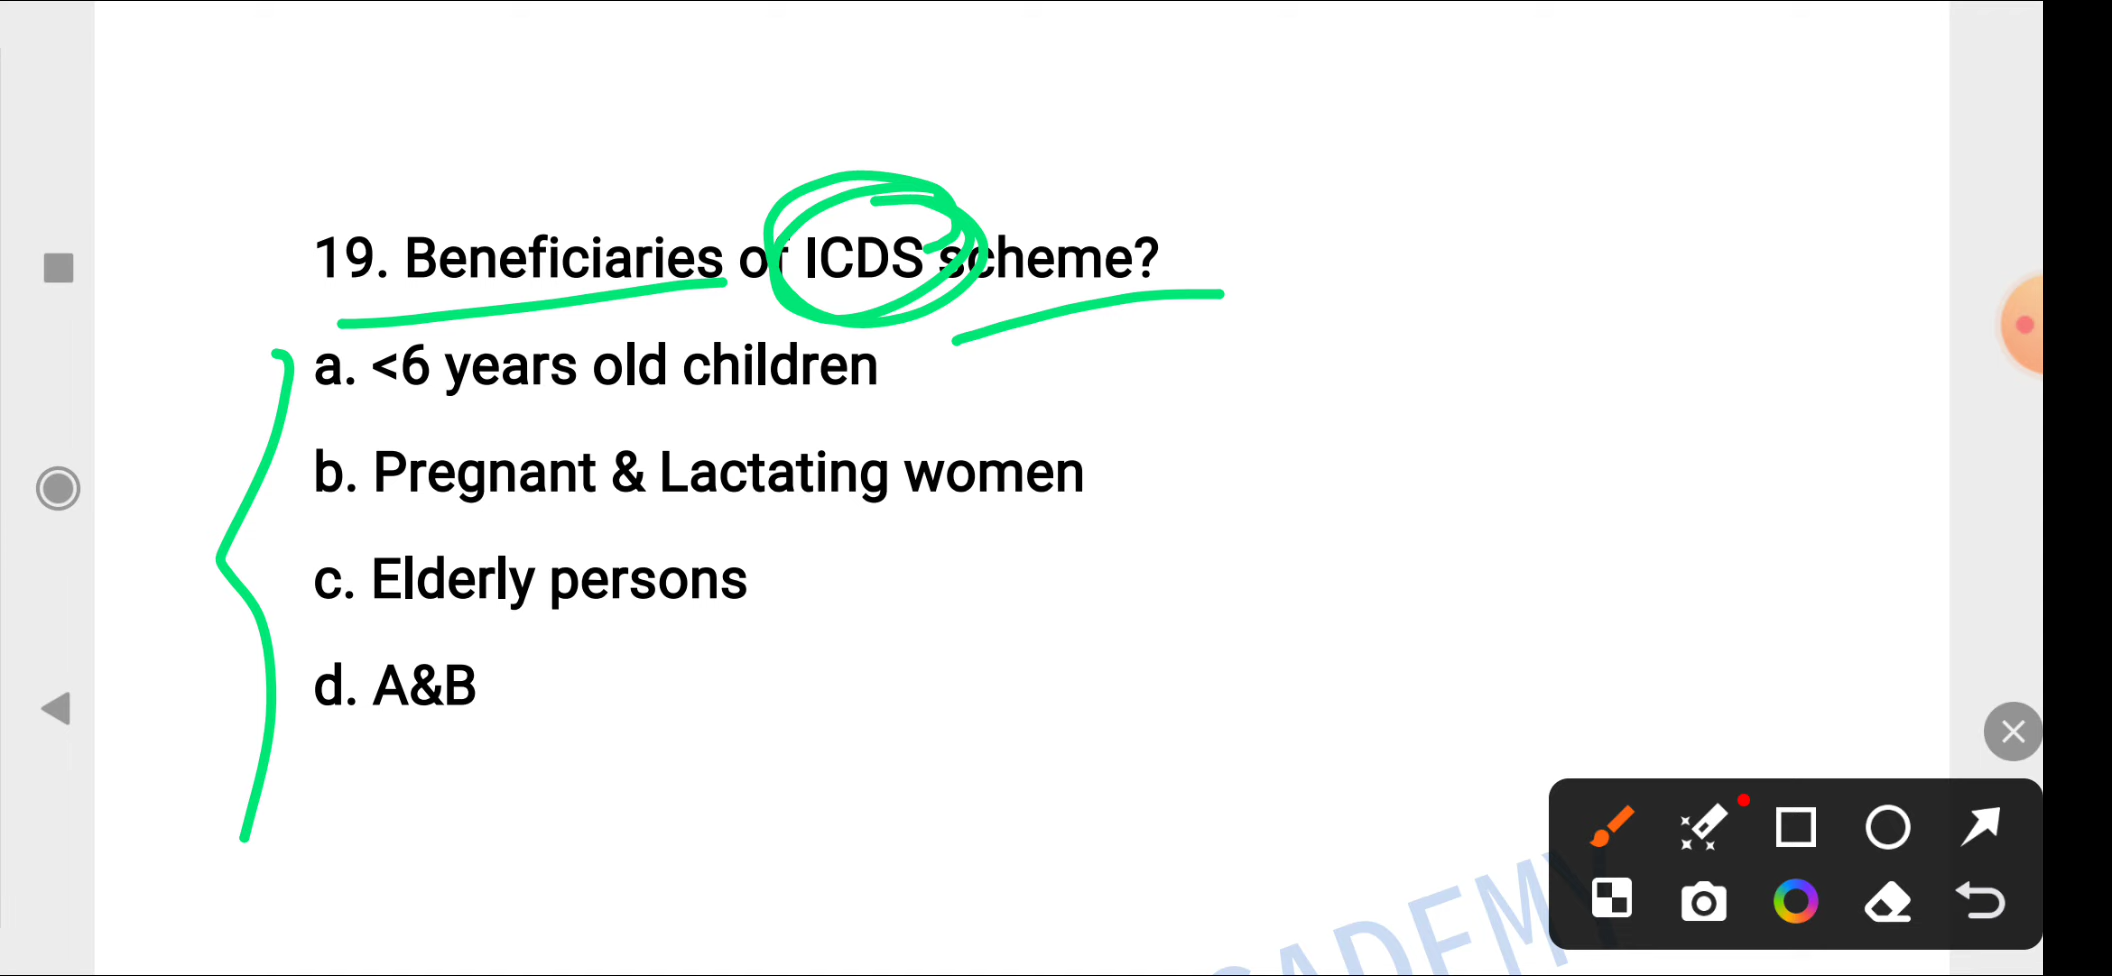 19. Beneficiaries of ICDS scheme?
a. <6 years old children
b. Pregnant & Lactating women
c. Elderly persons
d. A&B